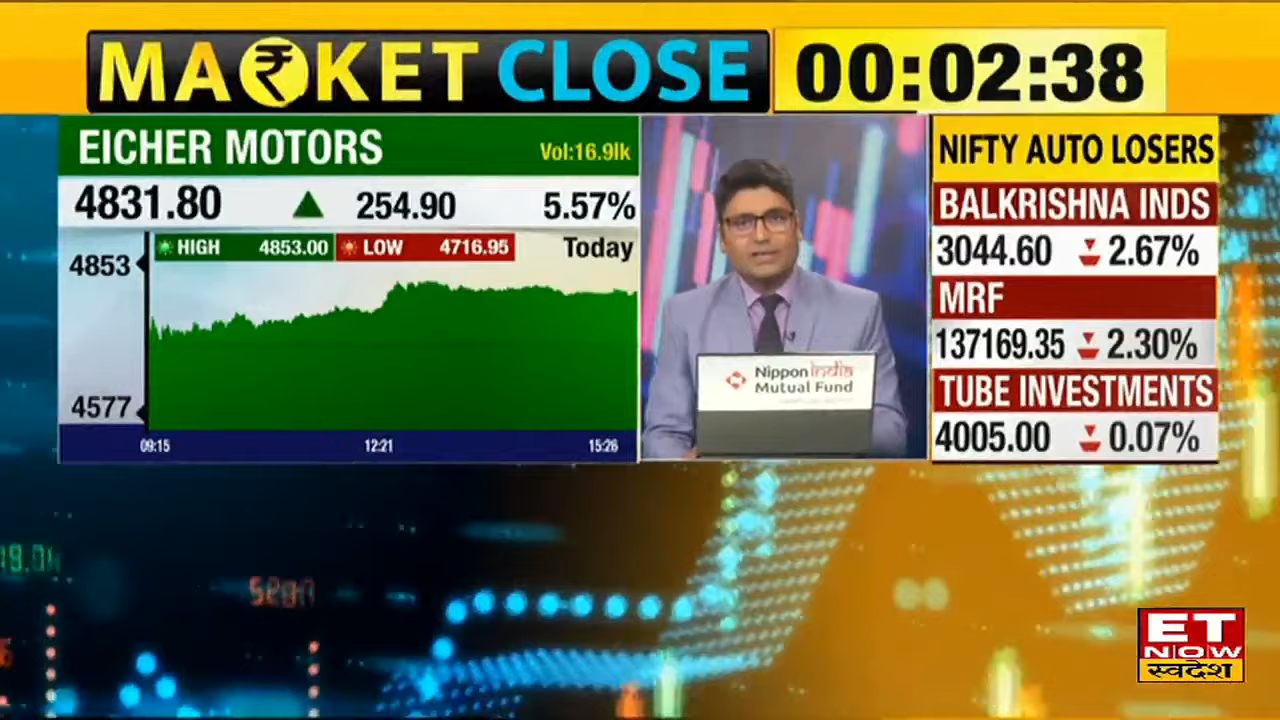 MA₹KET CLOSE
00:02:38
EICHER MOTORS
Vol:16.9lk
4831.80 ▲ 254.90 5.57%
HIGH 4853.00 LOW 4716.95 Today
4853
4577
09:15 12:21 15:26
Nippon india
Mutual Fund
NIFTY AUTO LOSERS
BALKRISHNA INDS
3044.60 2.67%
MRF
137169.35 2.30%
TUBE INVESTMENTS
4005.00 0.07%
ET
NOW
स्वदेश